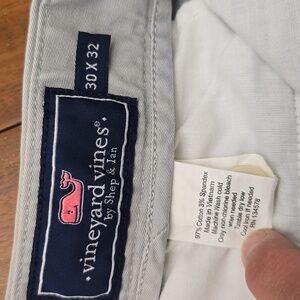 30 X 32
vineyard vines®
by Shep & Ian
97% Cotton 3% Spandex
Made in Vietnam
Machine Wash cold
Only non-chlorine bleach
when needed
Tumble dry low
Cool Iron if needed
RN 134578